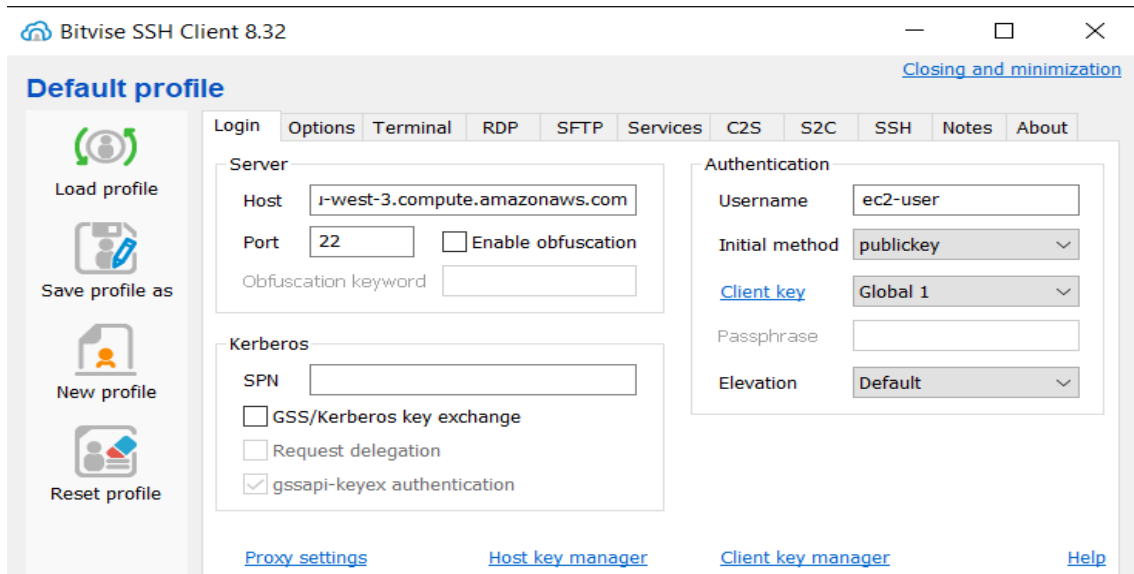 Bitvise SSH Client 8.32
Closing and minimization
Default profile
Load profile
Save profile as
New profile
Reset profile
Login Options Terminal RDP SFTP Services C2S S2C SSH Notes About
Server
Host -west-3.compute.amazonaws.com
Port 22 Enable obfuscation
Obfuscation keyword
Kerberos
SPN
GSS/Kerberos key exchange
Request delegation
gssapi-keyex authentication
Authentication
Username ec2-user
Initial method publickey
Client key Global 1
Passphrase
Elevation Default
Proxy settings Host key manager Client key manager Help